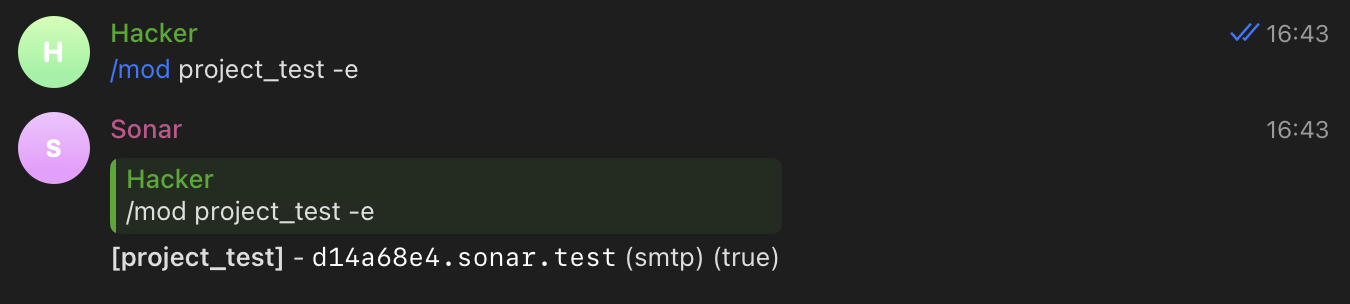 H
Hacker
16:43
/mod project_test -e
S
Sonar
16:43
Hacker
/mod project_test -e
[project_test] - d14a68e4.sonar.test (smtp) (true)